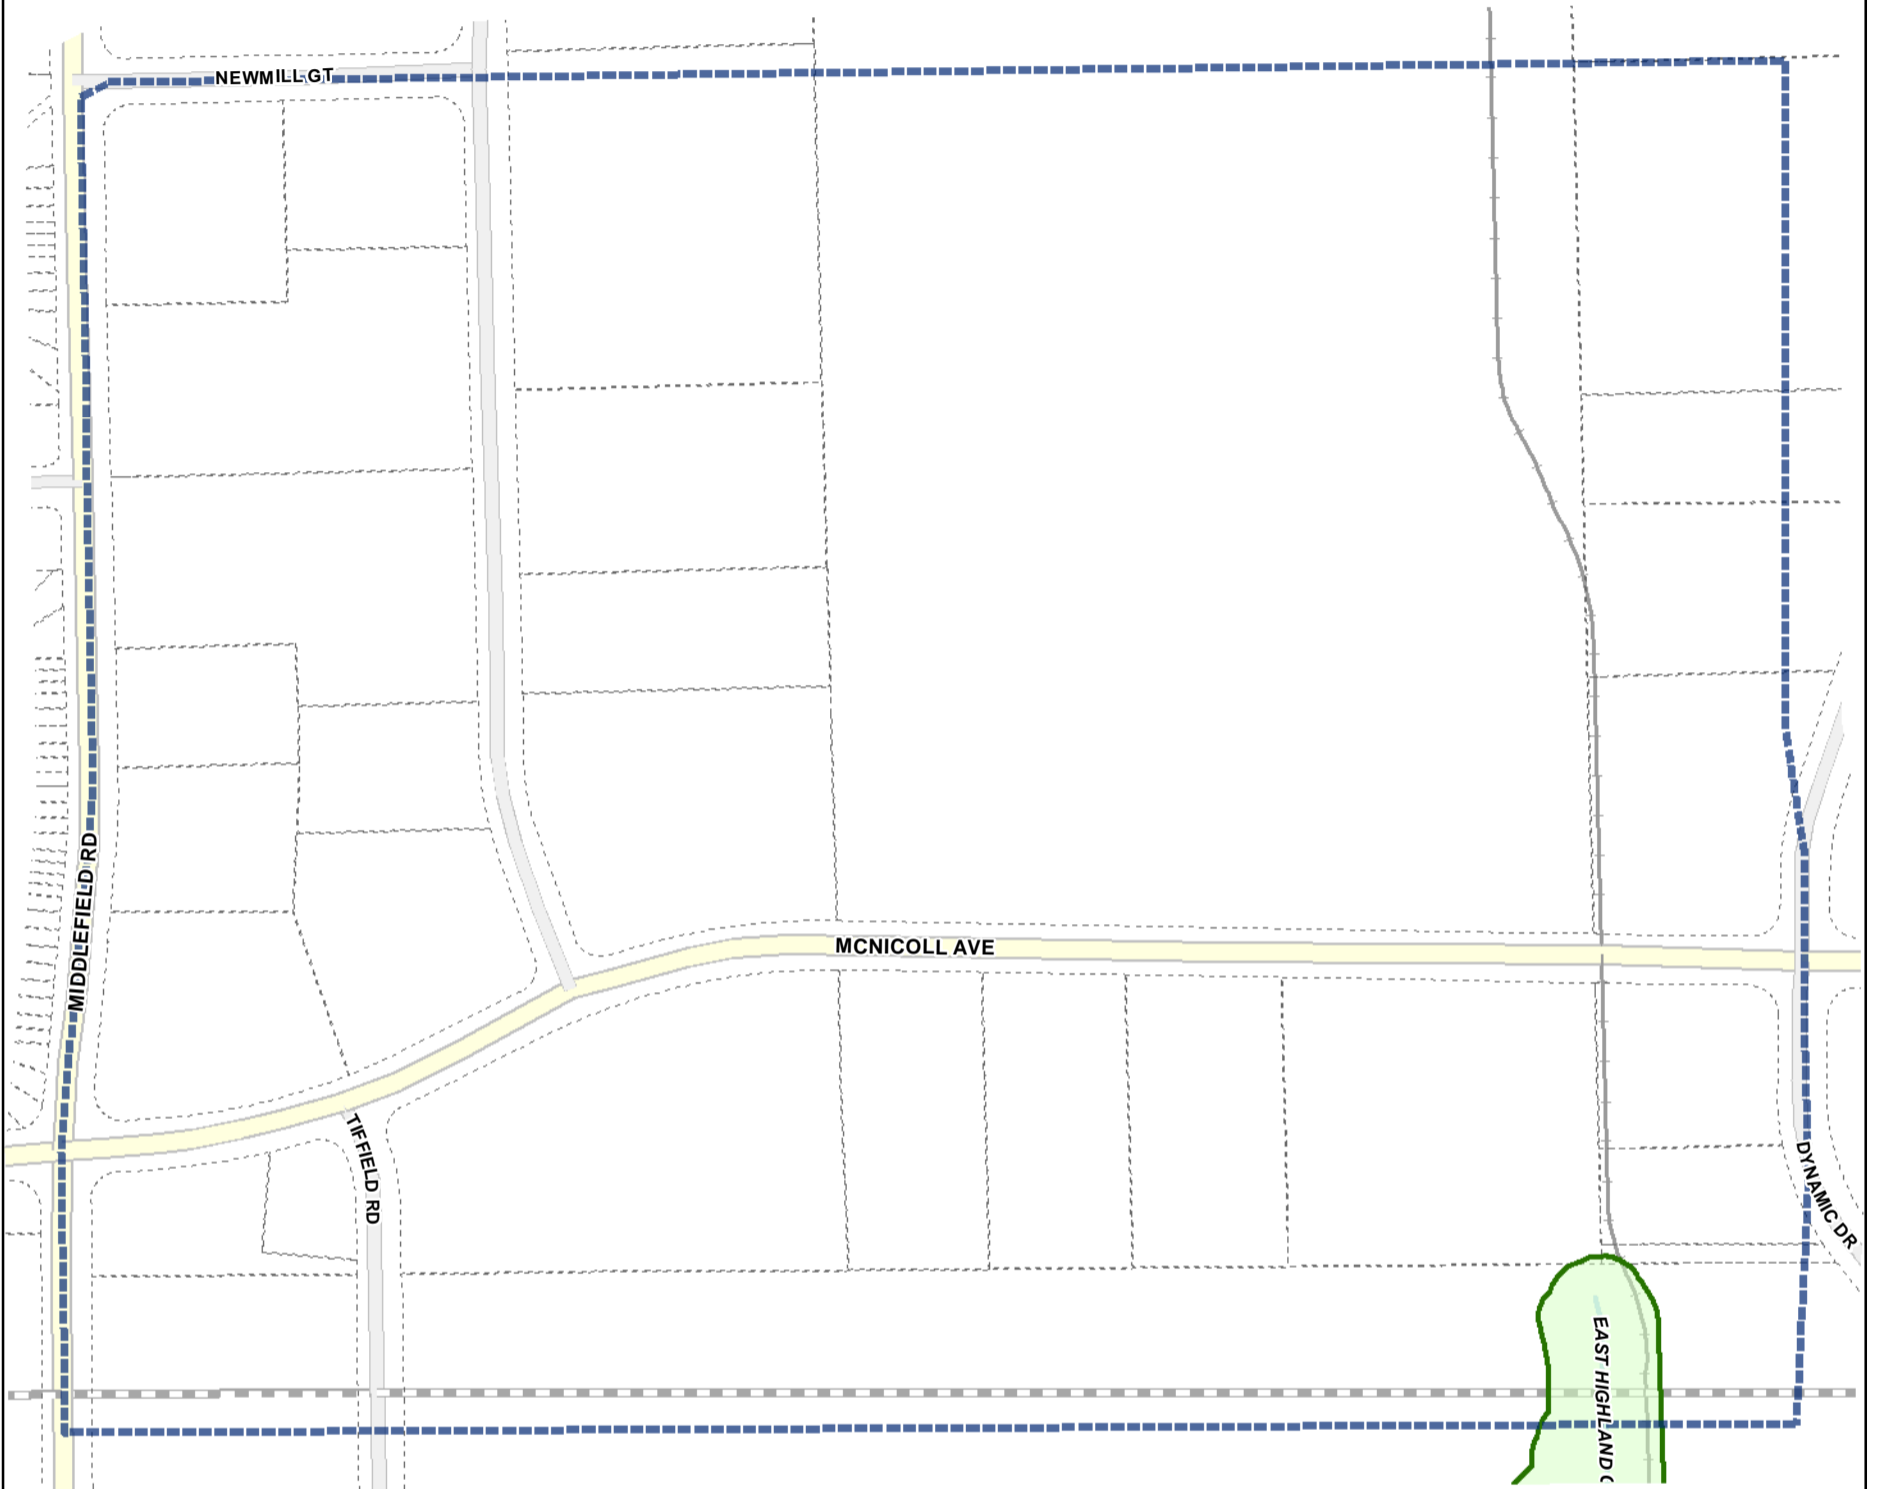 NEWMILL GT
MIDDLEFIELD RD
MCNICOLL AVE
TIFFIELD RD
DYNAMIC DR
EAST HIGHLAND C